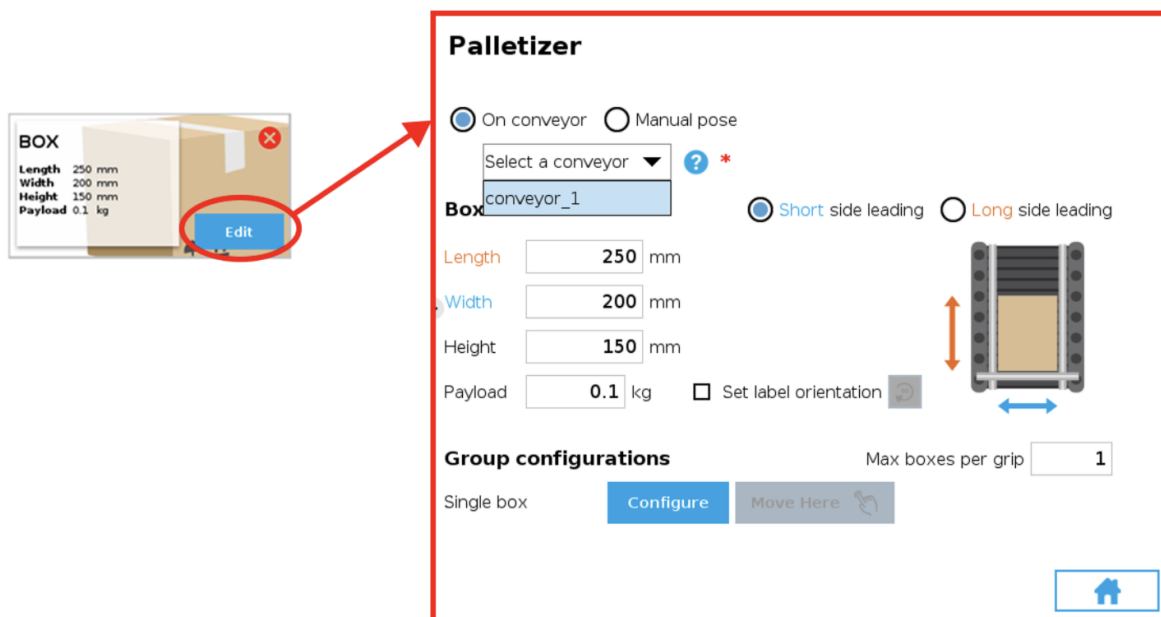 BOX
Length 250 mm
Width 200 mm
Height 150 mm
Payload 0.1 kg
Edit
Palletizer
On conveyor Manual pose
Select a conveyor ? *
conveyor_1
Box
Short side leading Long side leading
Length 250 mm
Width 200 mm
Height 150 mm
Payload 0.1 kg Set label orientation
Group configurations Max boxes per grip 1
Single box Configure Move Here